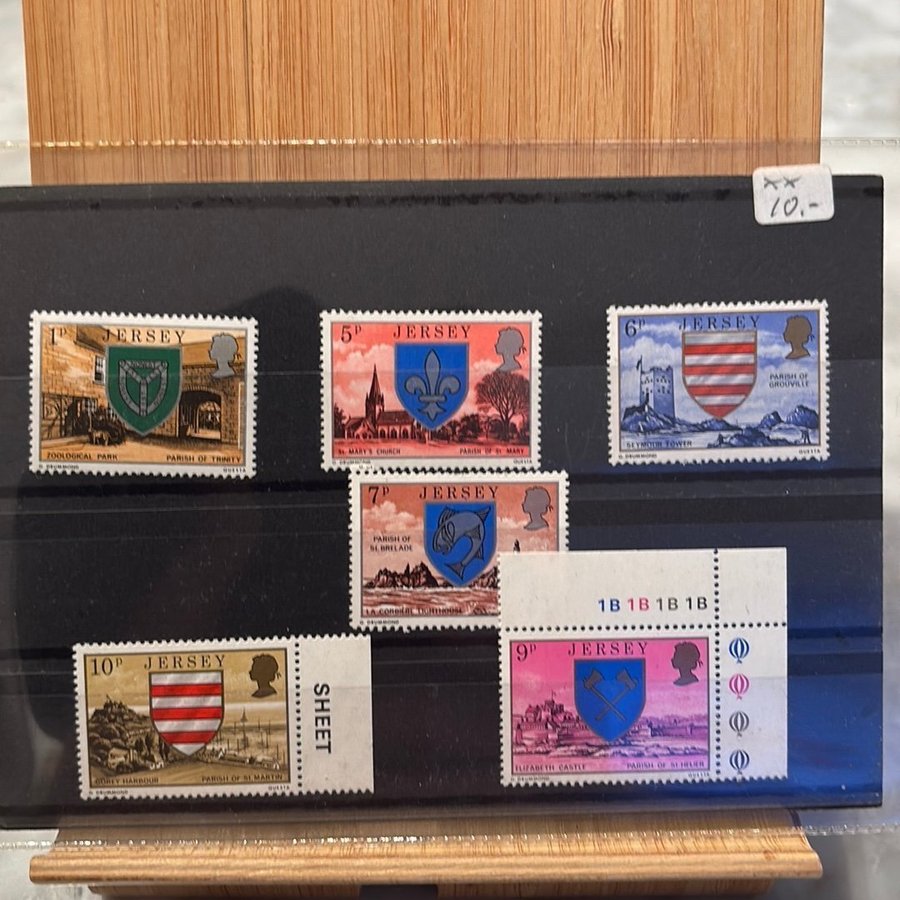 xx
10.-
1P JERSEY
ZOOLOGICAL PARK PARISH OF TRINITY
G. DRUMMOND QUESTA
5P JERSEY
St. MARY'S CHURCH PARISH OF St MARY
G. DRUMMOND QUESTA
6P JERSEY
PARISH OF
GROUVILLE
SEYMOUR TOWER
G. DRUMMOND QUESTA
7P JERSEY
PARISH OF
St. BRELADE
LA CORBIÈRE LIGHTHOUSE
G. DRUMMOND
10P JERSEY
GOREY HARBOUR PARISH OF St. MARTIN
G. DRUMMOND QUESTA
SHEET
1B 1B 1B 1B
9P JERSEY
ELIZABETH CASTLE PARISH OF St HELIER
G. DRUMMOND QUESTA